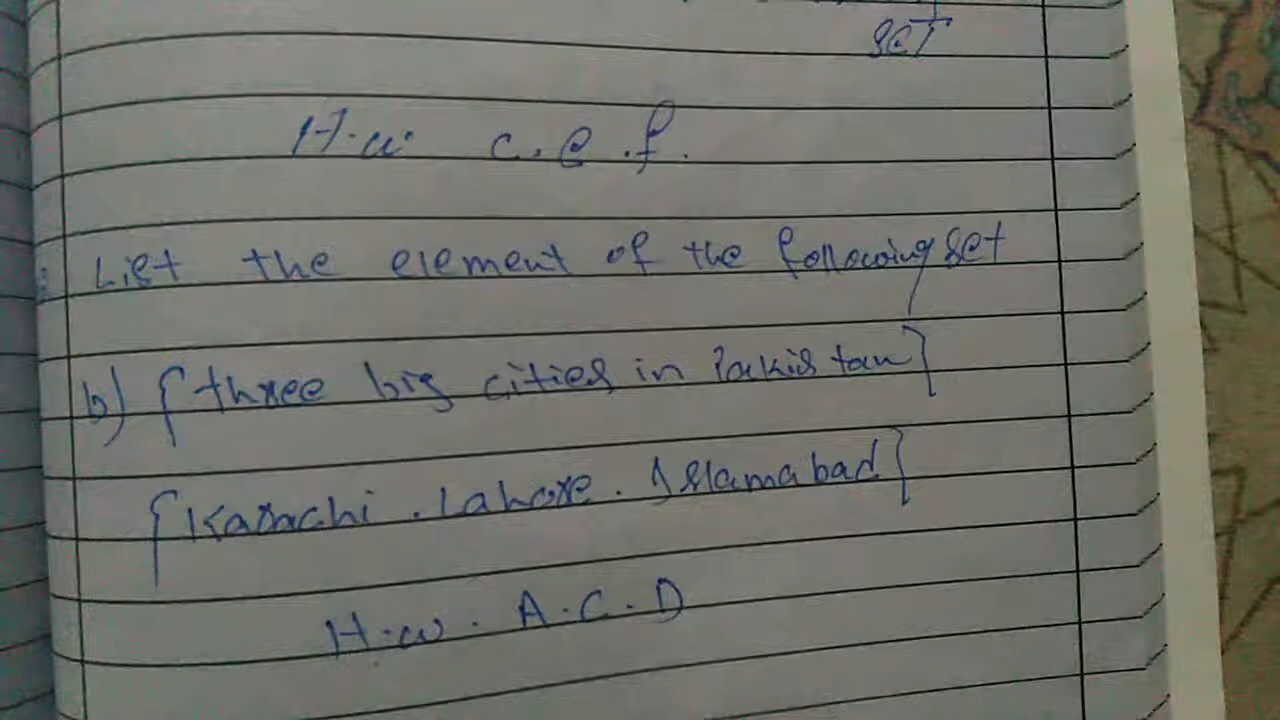 SET
H.w. c.e.f.
List the element of the following set
b) { three big cities in Pakistan }
{ Karachi . Lahore . Islamabad }
H.w. A.C.D